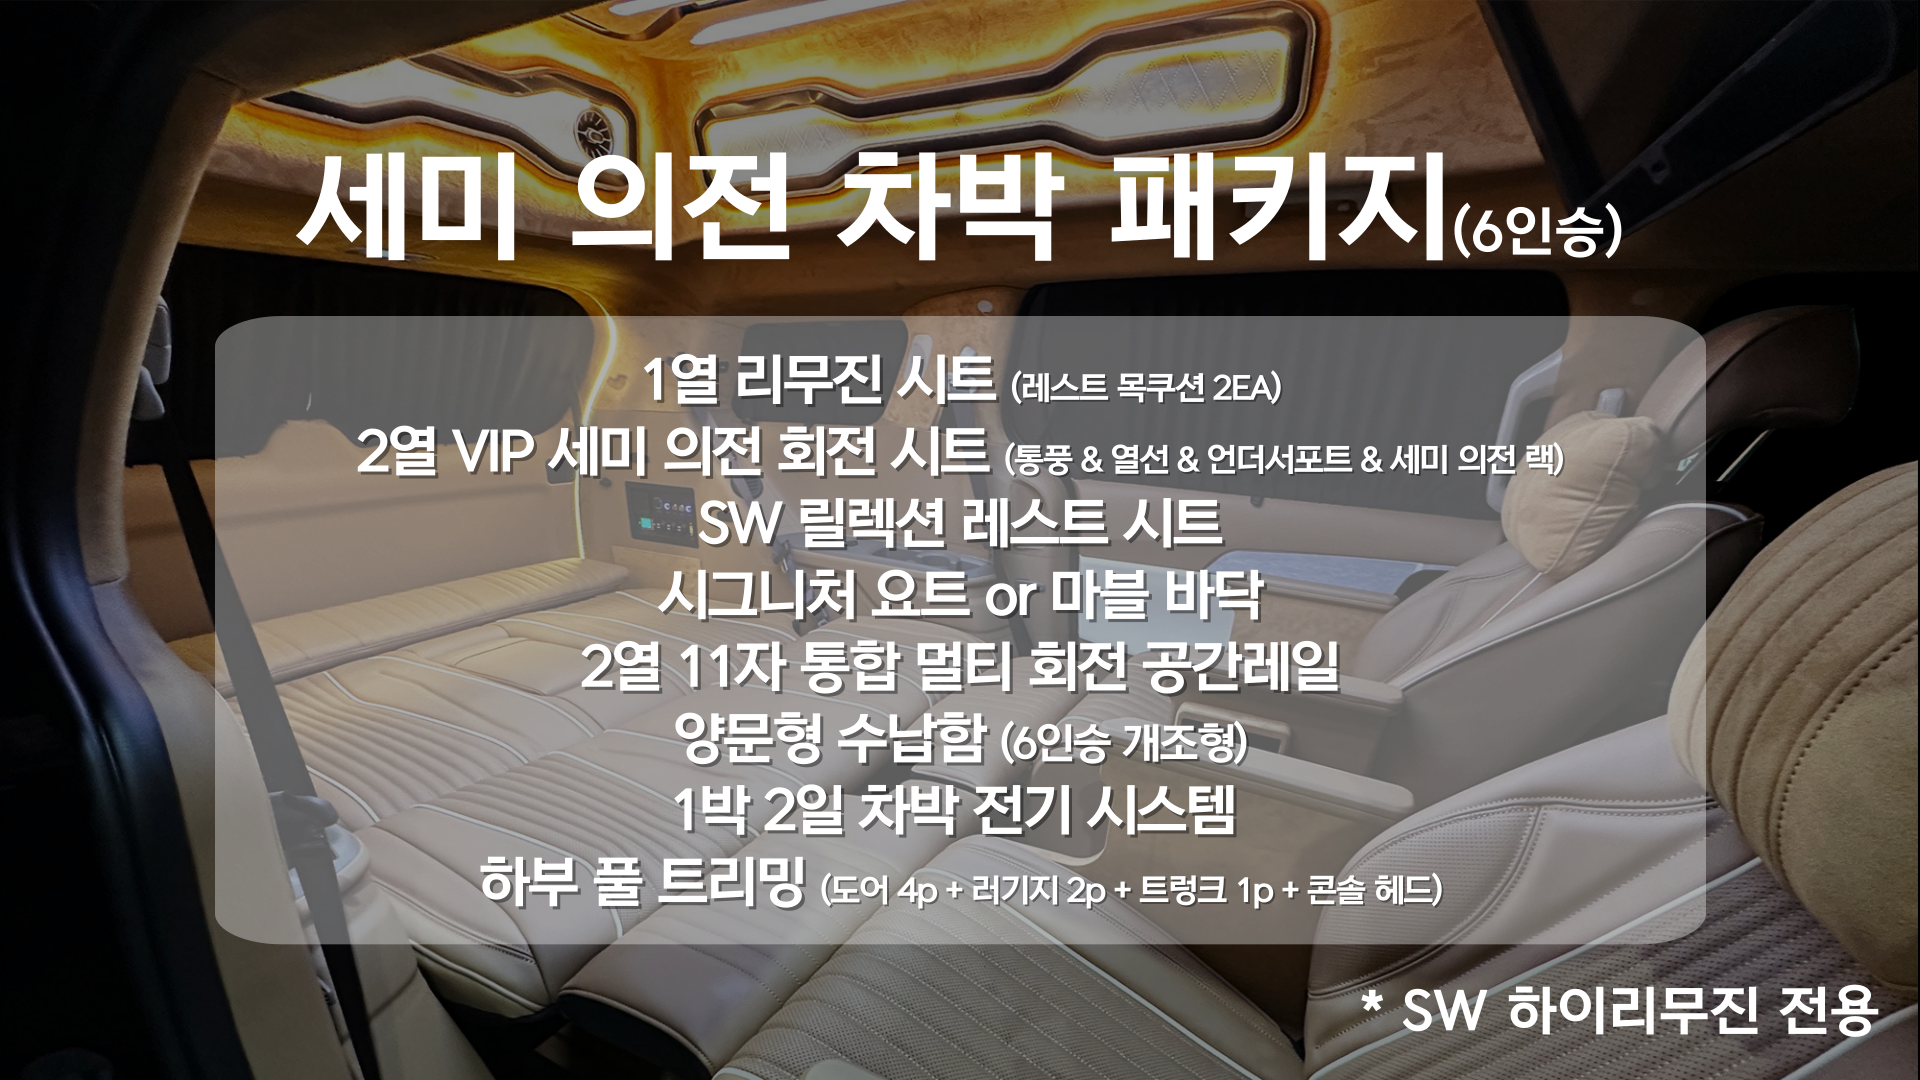 세미 의전 차박 패키지(6인승)
1열 리무진 시트 (레스트 목쿠션 2EA)
2열 VIP 세미 의전 회전 시트 (통풍 & 열선 & 언더서포트 & 세미 의전 랙)
SW 릴렉션 레스트 시트
시그니처 요트 or 마블 바닥
2열 11자 통합 멀티 회전 공간레일
양문형 수납함 (6인승 개조형)
1박 2일 차박 전기 시스템
하부 풀 트리밍 (도어 4p + 러기지 2p + 트렁크 1p + 콘솔 헤드)
* SW 하이리무진 전용